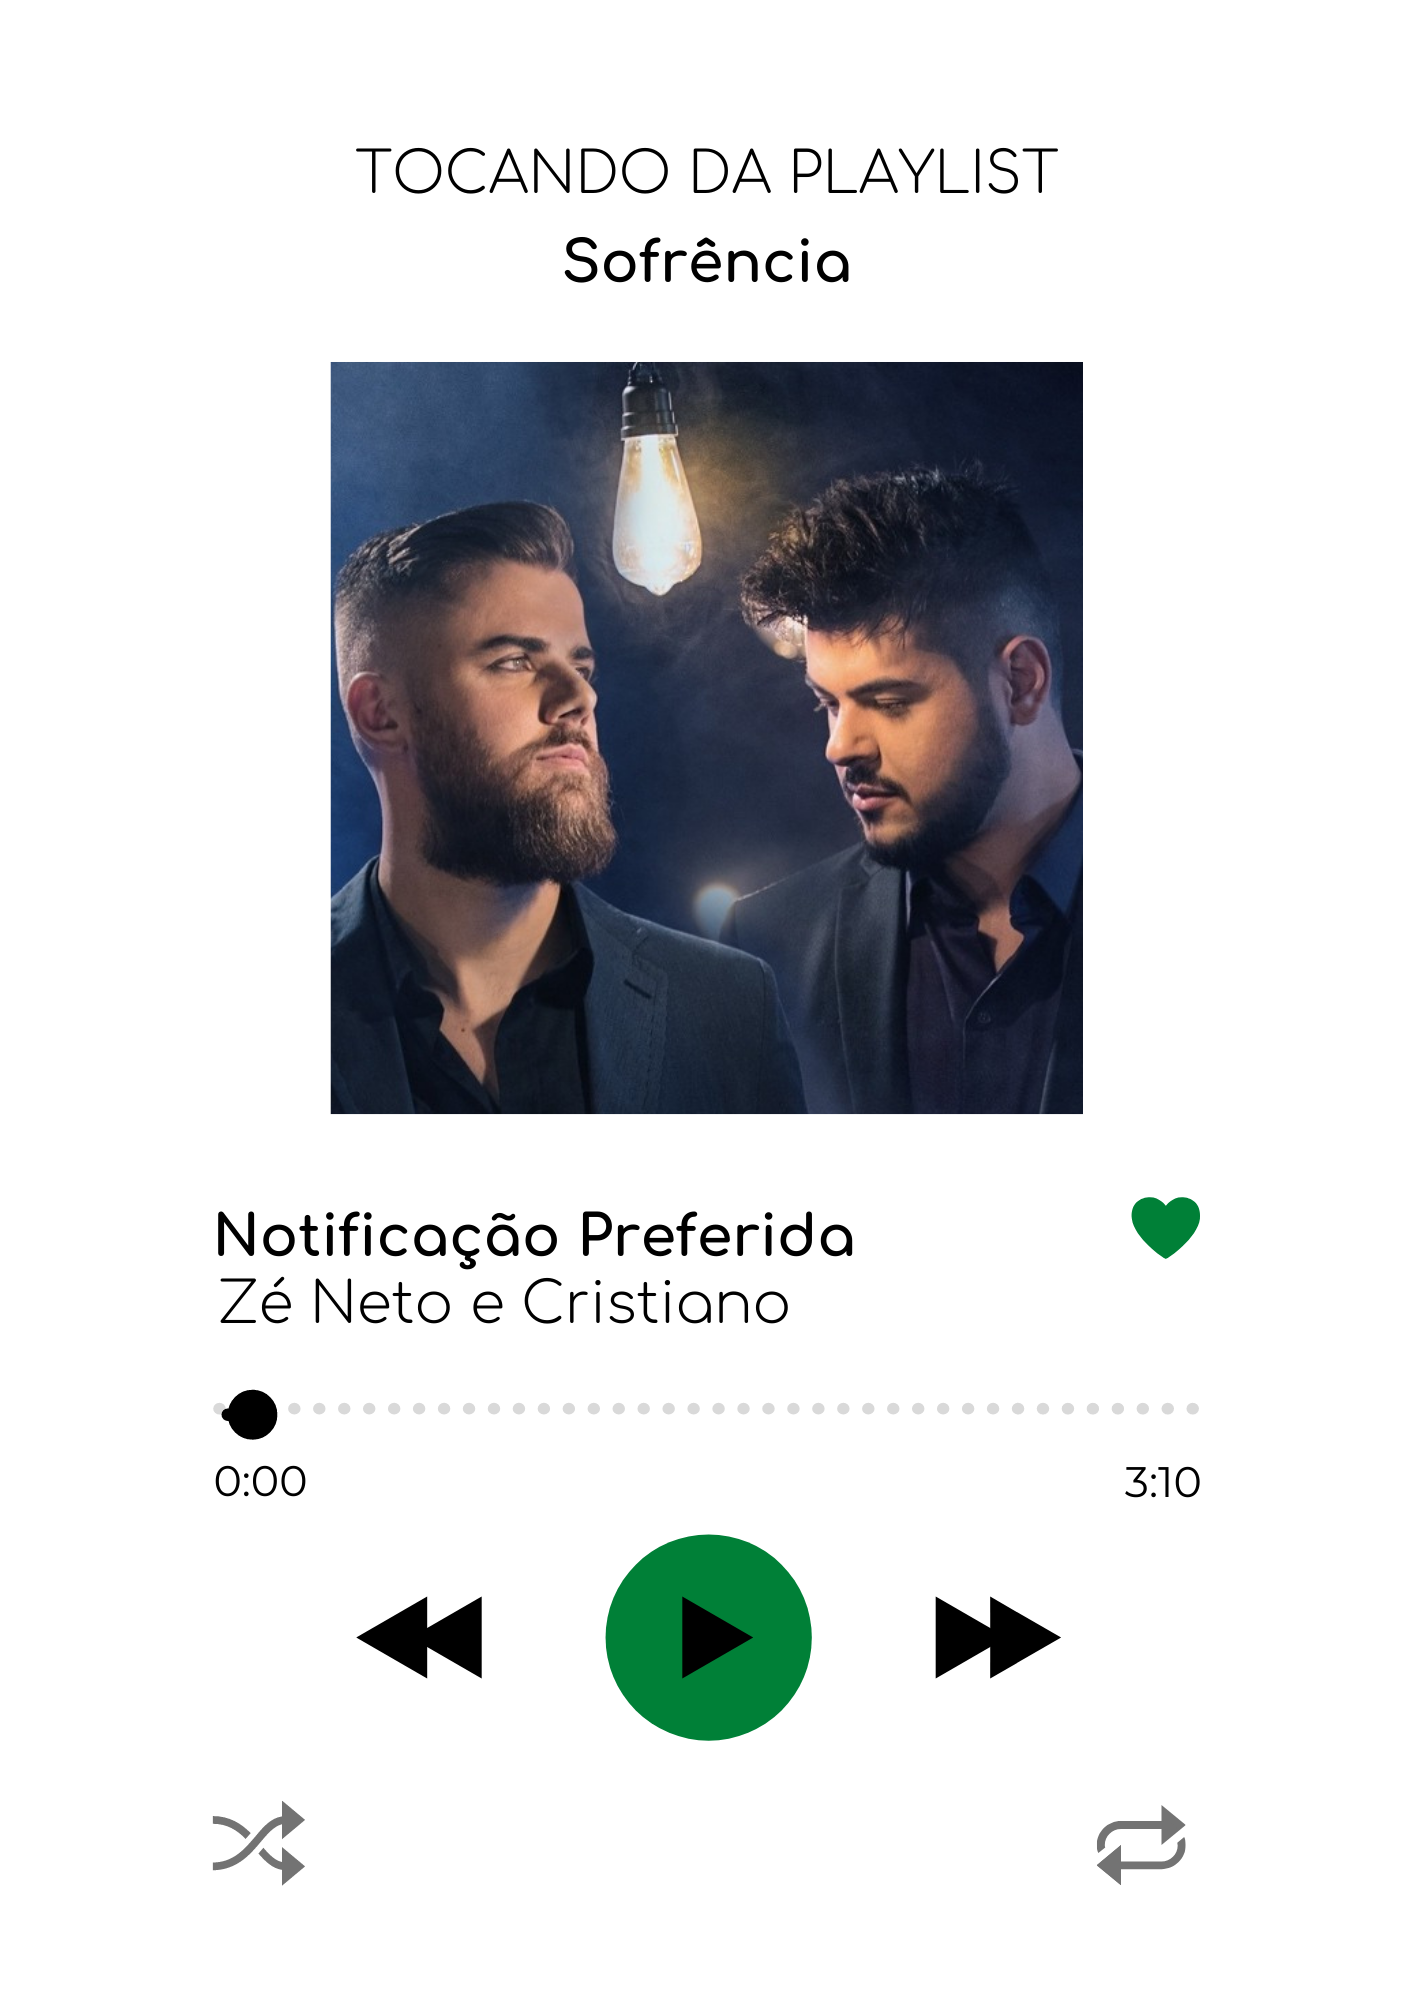 TOCANDO DA PLAYLIST
Sofrência
Notificação Preferida
Zé Neto e Cristiano
0:00 3:10